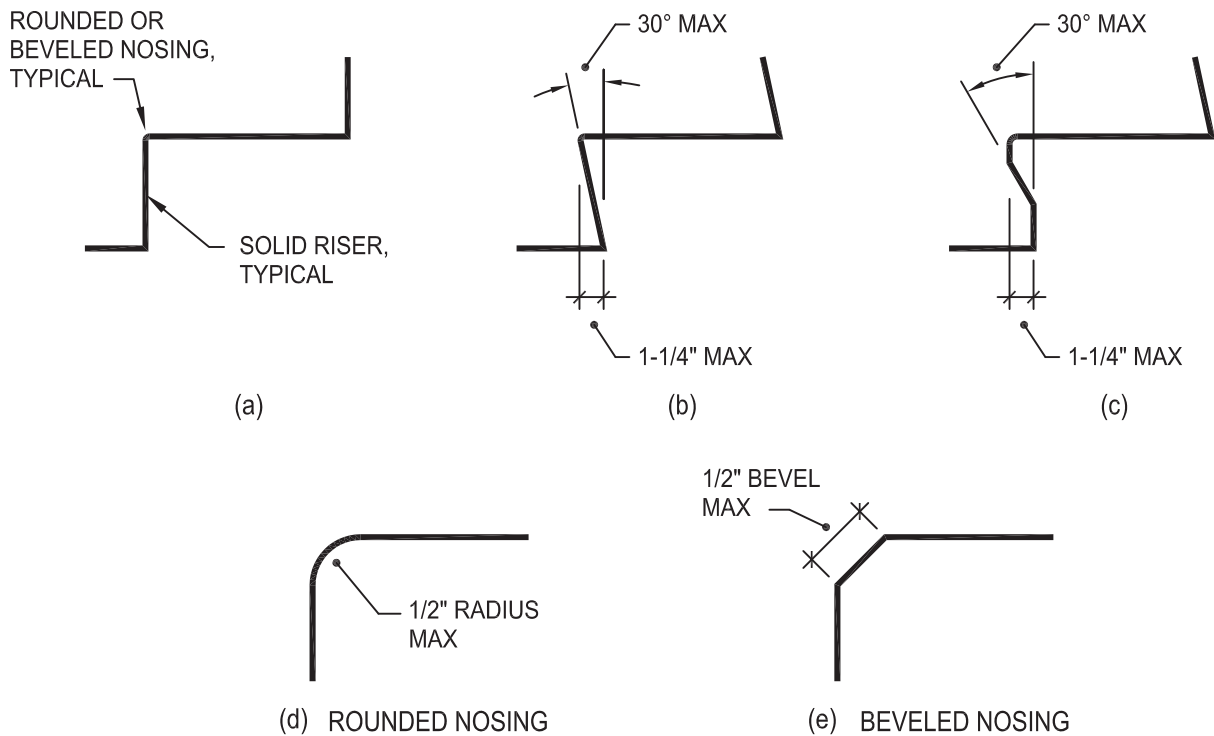 ROUNDED OR
BEVELED NOSING,
TYPICAL
SOLID RISER,
TYPICAL
(a)
30° MAX
1-1/4" MAX
(b)
30° MAX
1-1/4" MAX
(c)
1/2" RADIUS
MAX
(d) ROUNDED NOSING
1/2" BEVEL
MAX
(e) BEVELED NOSING